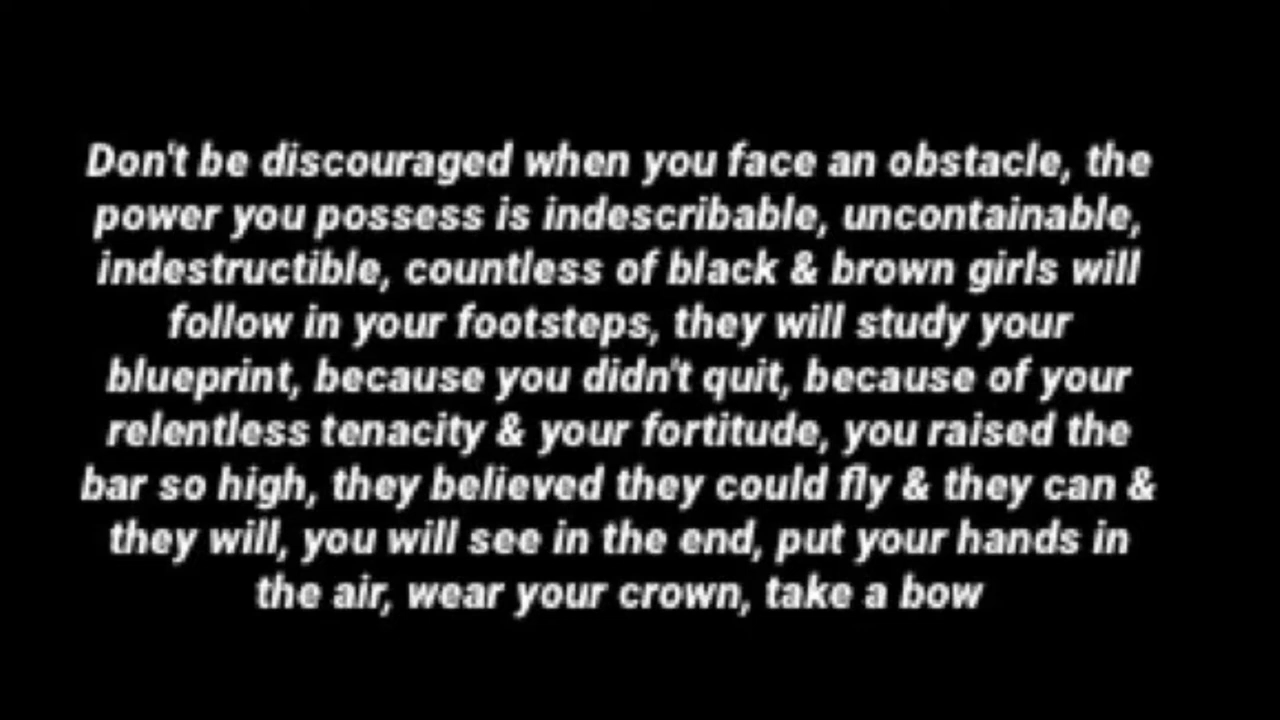 Don't be discouraged when you face an obstacle, the
power you possess is indescribable, uncontainable,
indestructible, countless of black & brown girls will
follow in your footsteps, they will study your
blueprint, because you didn't quit, because of your
relentless tenacity & your fortitude, you raised the
bar so high, they believed they could fly & they can &
they will, you will see in the end, put your hands in
the air, wear your crown, take a bow